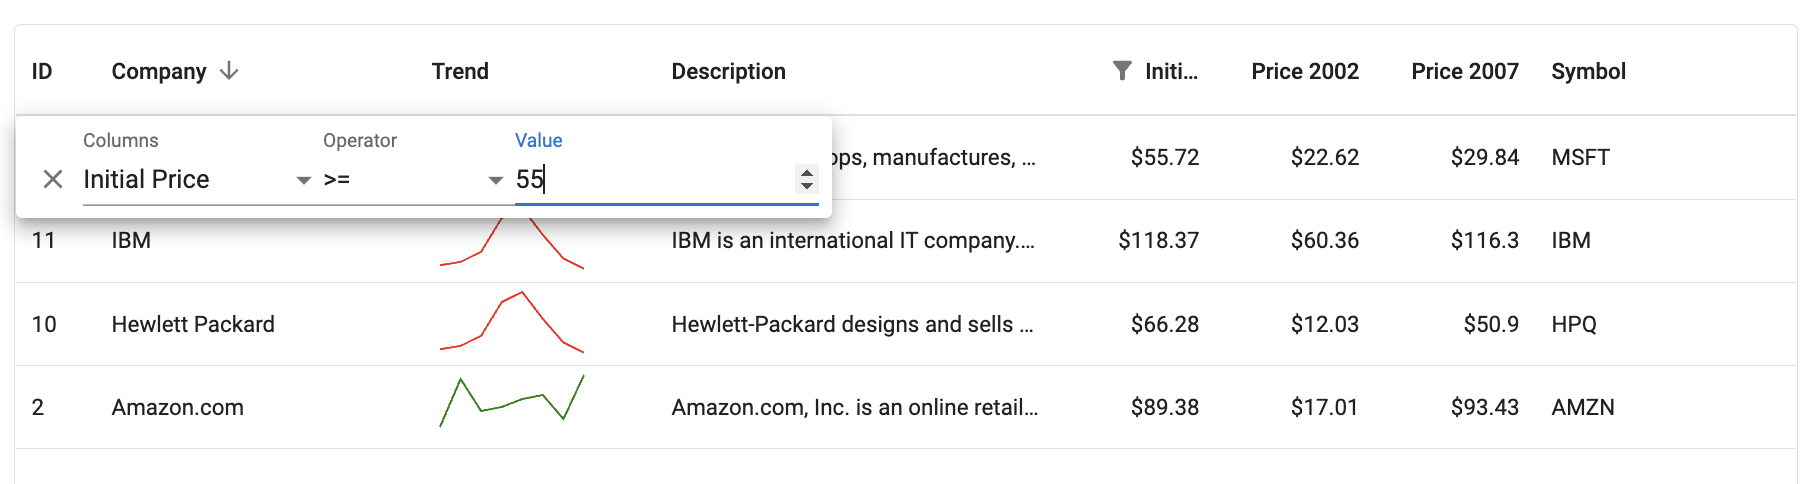 ID Company Trend Description Initi... Price 2002 Price 2007 Symbol
Columns Operator Value
Initial Price >= 55
manufactures, ... $55.72 $22.62 $29.84 MSFT
11 IBM IBM is an international IT company.... $118.37 $60.36 $116.3 IBM
10 Hewlett Packard Hewlett-Packard designs and sells ... $66.28 $12.03 $50.9 HPQ
2 Amazon.com Amazon.com, Inc. is an online retail... $89.38 $17.01 $93.43 AMZN